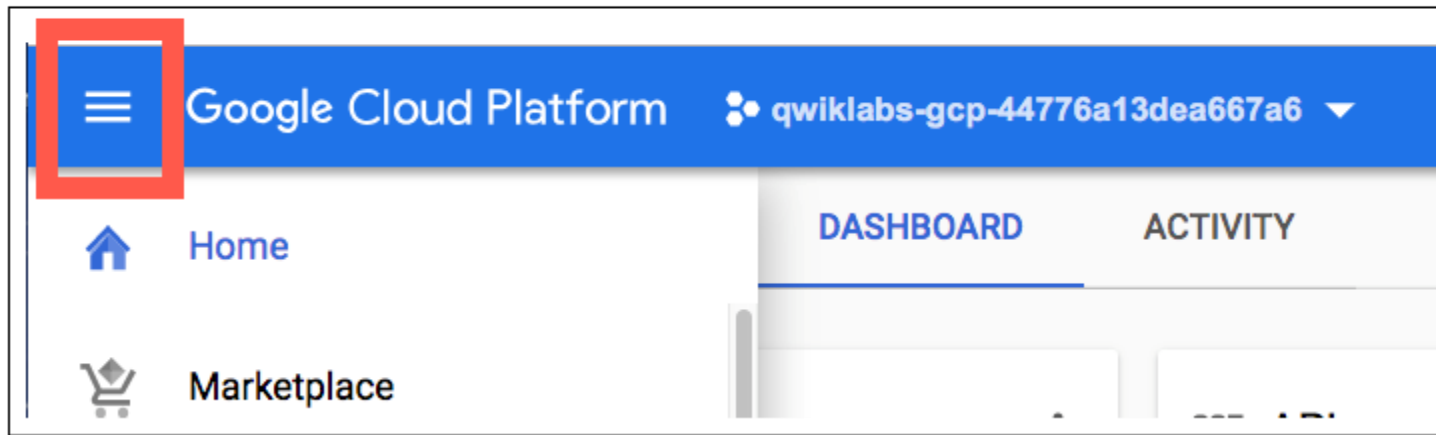 Google Cloud Platform qwiklabs-gcp-44776a13dea667a6
DASHBOARD ACTIVITY
Home
Marketplace